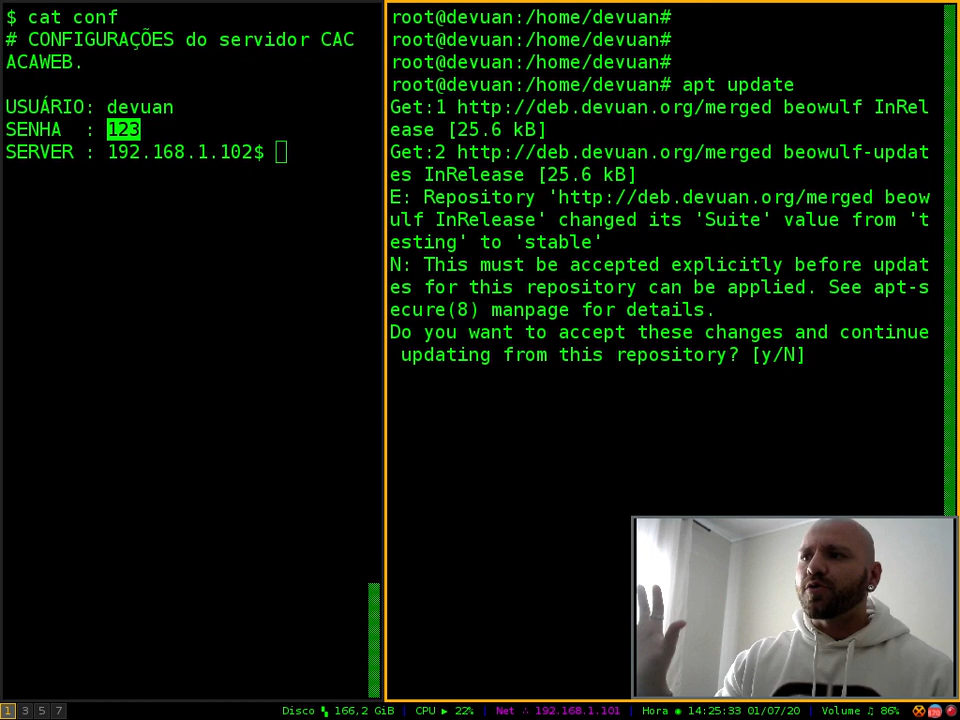 $ cat conf
# CONFIGURAÇÕES do servidor CAC
ACAWEB.
USUÁRIO: devuan
SENHA  : 123
SERVER : 192.168.1.102$
root@devuan:/home/devuan#
root@devuan:/home/devuan#
root@devuan:/home/devuan#
root@devuan:/home/devuan# apt update
Get:1 http://deb.devuan.org/merged beowulf InRel
ease [25.6 kB]
Get:2 http://deb.devuan.org/merged beowulf-updat
es InRelease [25.6 kB]
E: Repository 'http://deb.devuan.org/merged beow
ulf InRelease' changed its 'Suite' value from 't
esting' to 'stable'
N: This must be accepted explicitly before updat
es for this repository can be applied. See apt-s
ecure(8) manpage for details.
Do you want to accept these changes and continue
 updating from this repository? [y/N]
1 3 5 7 Disco 166,2 GiB | CPU ▶ 22% | Net ∴ 192.168.1.101 | Hora ◉ 14:25:33 01/07/20 | Volume ♫ 86%